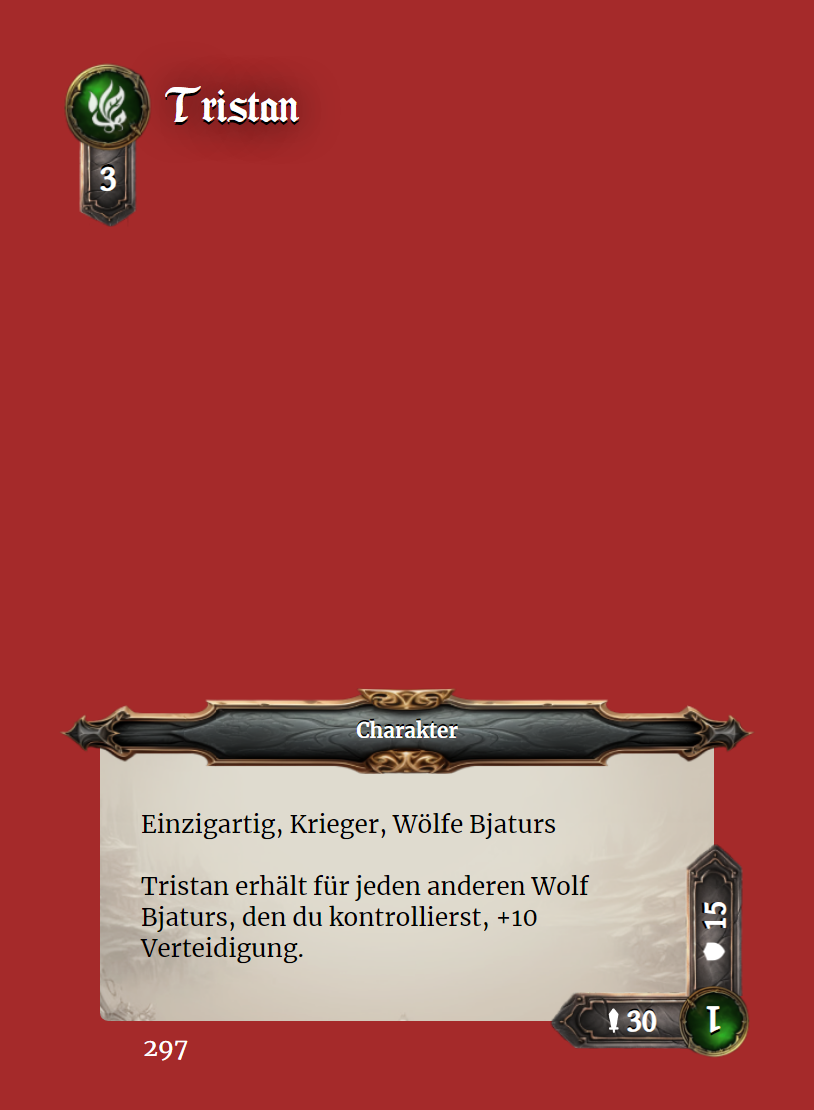 Tristan
3
Charakter
Einzigartig, Krieger, Wölfe Bjaturs
Tristan erhält für jeden anderen Wolf
Bjaturs, den du kontrollierst, +10
Verteidigung.
15
30
1
297